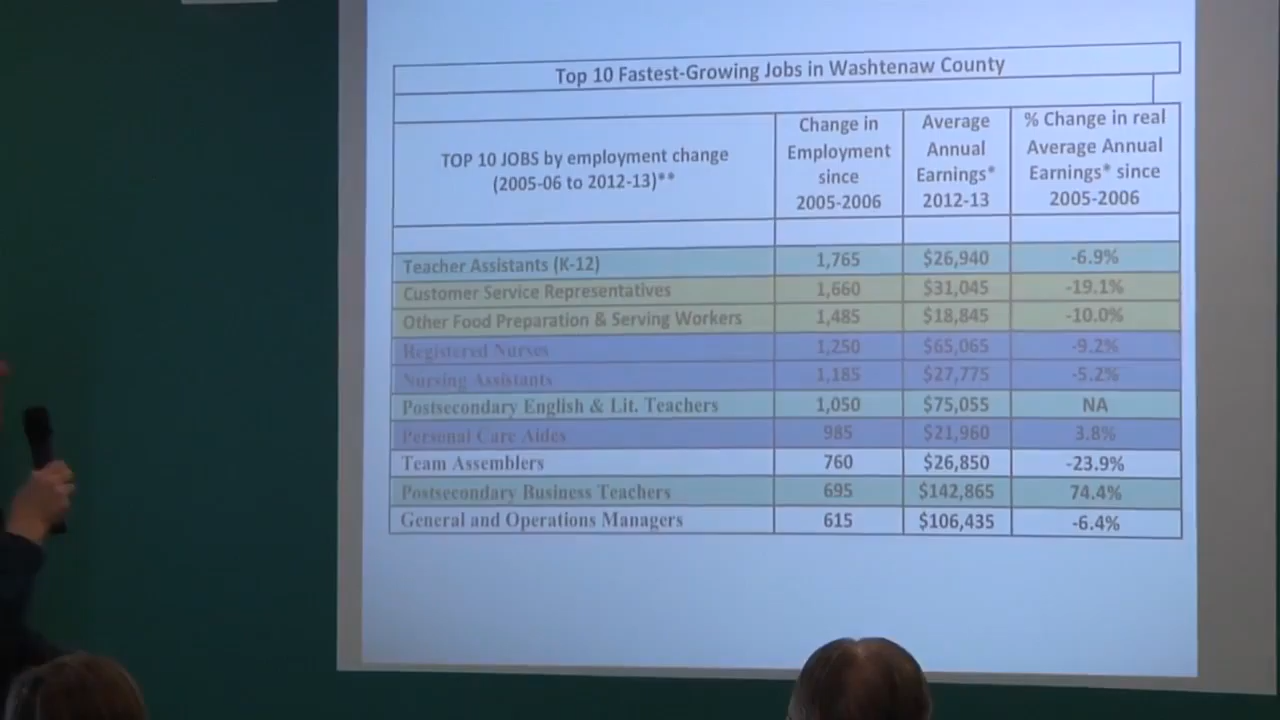 Top 10 Fastest-Growing Jobs in Washtenaw County
TOP 10 JOBS by employment change
(2005-06 to 2012-13)**
Change in
Employment
since
2005-2006
Average
Annual
Earnings*
2012-13
% Change in real
Average Annual
Earnings* since
2005-2006
Teacher Assistants (K-12) 1,765 $26,940 -6.9%
Customer Service Representatives 1,660 $31,045 -19.1%
Other Food Preparation & Serving Workers 1,485 $18,845 -10.0%
Registered Nurses 1,250 $65,065 -9.2%
Nursing Assistants 1,185 $27,775 -5.2%
Postsecondary English & Lit. Teachers 1,050 $75,055 NA
Personal Care Aides 985 $21,960 3.8%
Team Assemblers 760 $26,850 -23.9%
Postsecondary Business Teachers 695 $142,865 74.4%
General and Operations Managers 615 $106,435 -6.4%